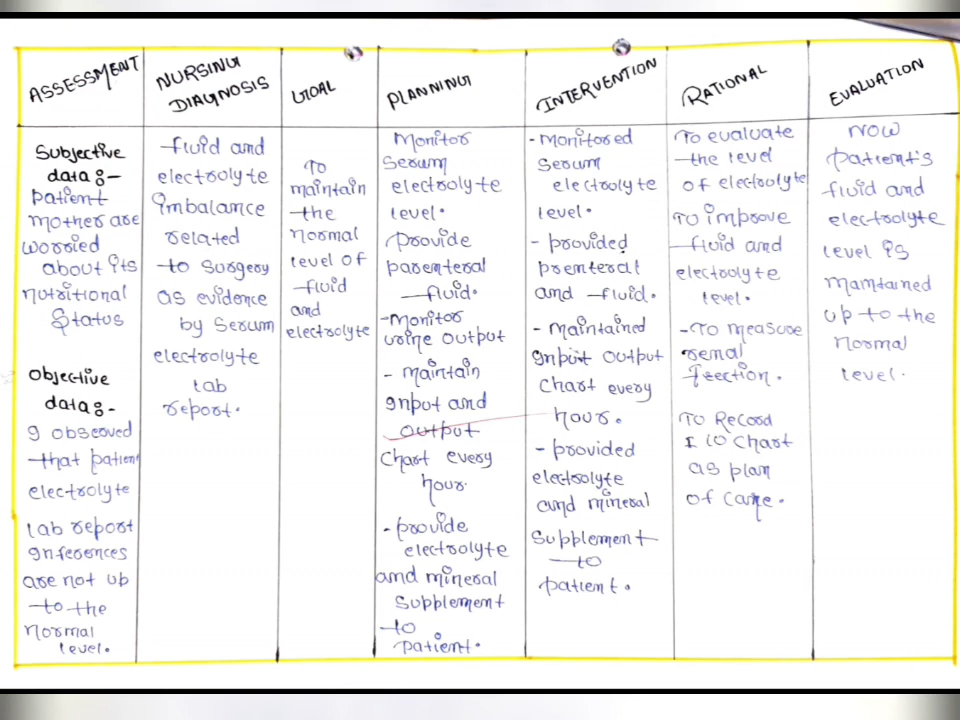 ASSESSMENT
NURSING
DIAGNOSIS
GOAL
PLANNING
INTERVENTION
RATIONAL
EVALUATION
Subjective
data:-
patient
mother are
worried
about its
nutritional
status
Objective
data:-
I observed
that patient
electrolyte
lab report
Inferences
are not up
to the
normal
level.
fluid and
electrolyte
imbalance
related
to surgery
as evidence
by serum
electrolyte
lab
report.
To
maintain
the
normal
level of
fluid
and
electrolyte
Monitor
serum
electrolyte
level.
provide
parenteral
fluid.
-Monitor
urine output
- maintain
Input and
output
chart every
hour.
- provide
electrolyte
and mineral
supplement
to
patient.
- monitored
serum
electrolyte
level.
- provided
prenteral
and fluid.
- Maintained
Input output
chart every
hour.
- provided
electrolyte
and mineral
supplement
to
patient.
To evaluate
the level
of electrolyte
To improve
fluid and
electrolyte
level.
-To measure
renal
To Record
I/O chart
as plan
of care.
NOW
patient's
fluid and
electrolyte
level is
mamtained
up to the
normal
level.